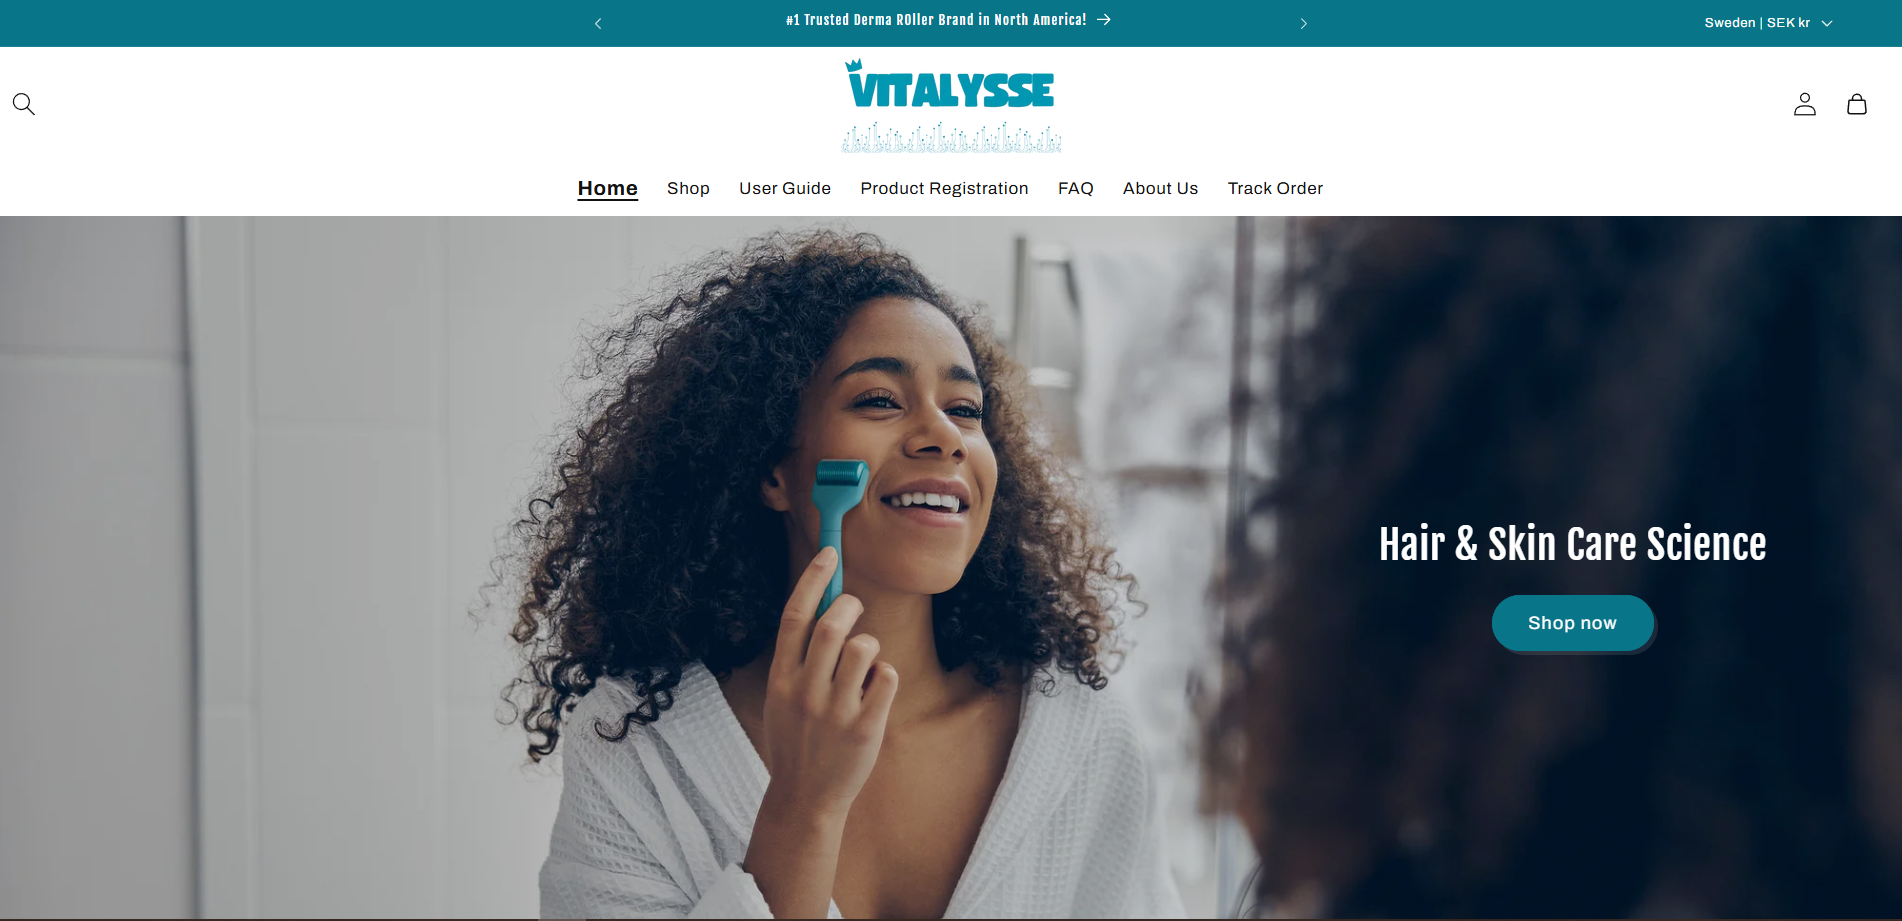 #1 Trusted Derma ROller Brand in North America!
Sweden | SEK kr
VITALYSSE
Home Shop User Guide Product Registration FAQ About Us Track Order
Hair & Skin Care Science
Shop now